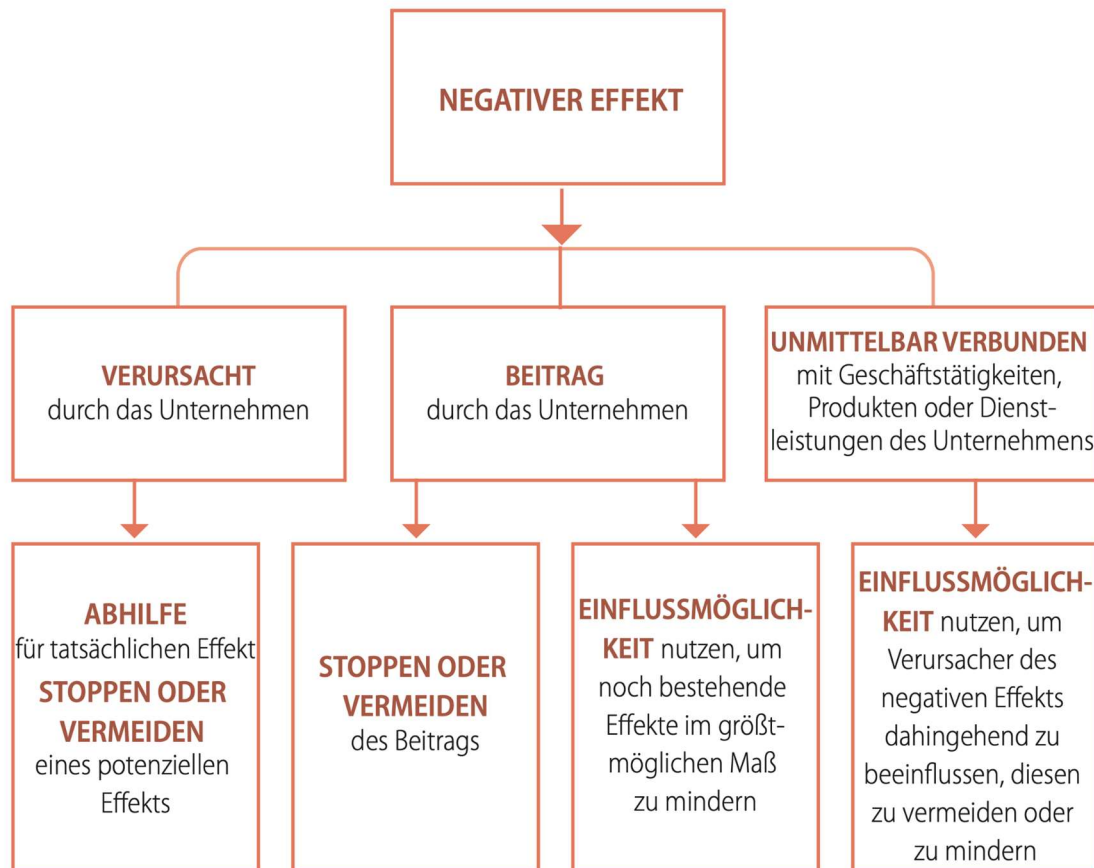 NEGATIVER EFFEKT
VERURSACHT
durch das Unternehmen
BEITRAG
durch das Unternehmen
UNMITTELBAR VERBUNDEN
mit Geschäftstätigkeiten,
Produkten oder Dienst-
leistungen des Unternehmens
ABHILFE
für tatsächlichen Effekt
STOPPEN ODER
VERMEIDEN
eines potenziellen
Effekts
STOPPEN ODER
VERMEIDEN
des Beitrags
EINFLUSSMÖGLICH-
KEIT nutzen, um
noch bestehende
Effekte im größt-
möglichen Maß
zu mindern
EINFLUSSMÖGLICH-
KEIT nutzen, um
Verursacher des
negativen Effekts
dahingehend zu
beeinflussen, diesen
zu vermeiden oder
zu mindern